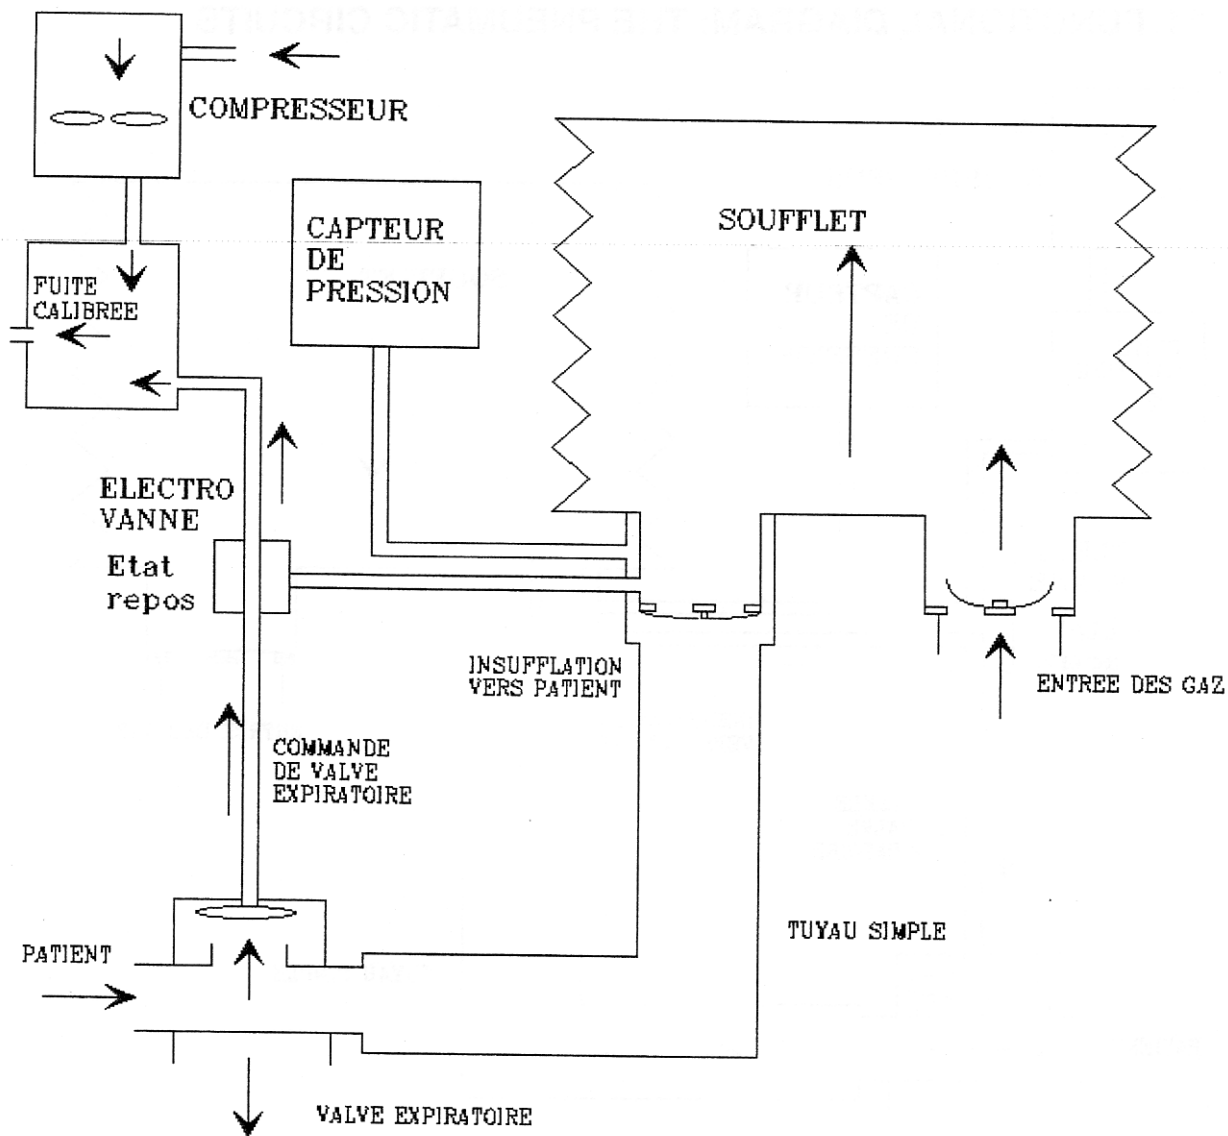 COMPRESSEUR
CAPTEUR
DE
PRESSION
SOUFFLET
FUITE
CALIBREE
ELECTRO
VANNE
Etat
repos
INSUFFLATION
VERS PATIENT
ENTREE DES GAZ
COMMANDE
DE VALVE
EXPIRATOIRE
TUYAU SIMPLE
PATIENT
VALVE EXPIRATOIRE